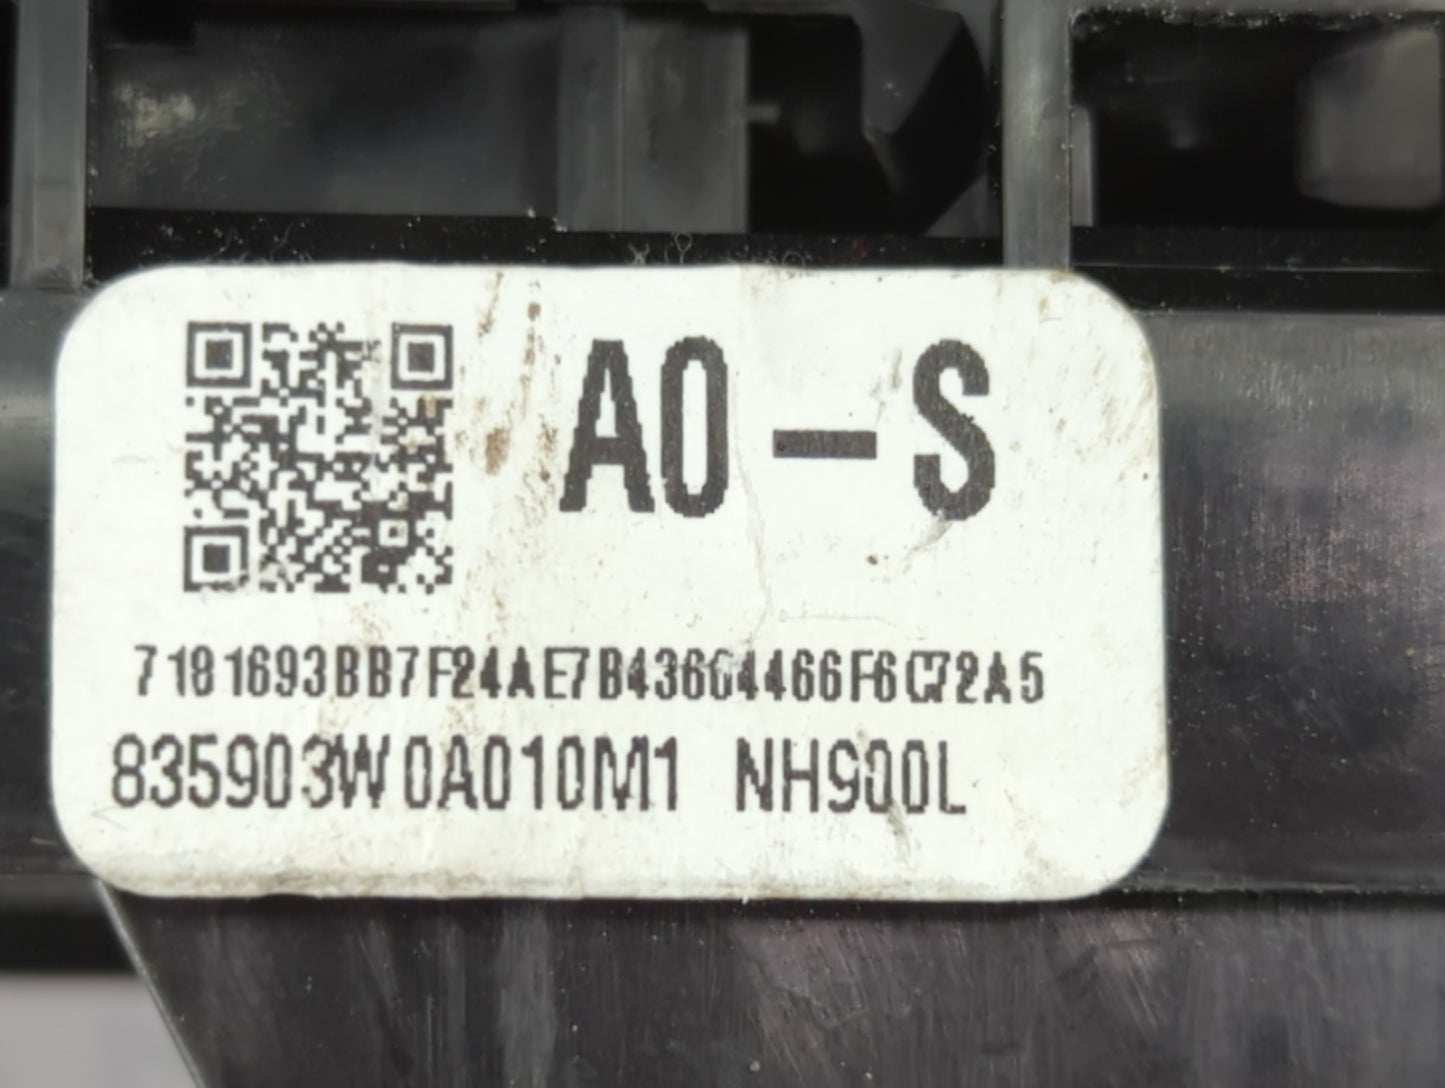 A0-S
7181693BB7F24AE7B43604466F6C72A5
835903W0A010M1 NH900L